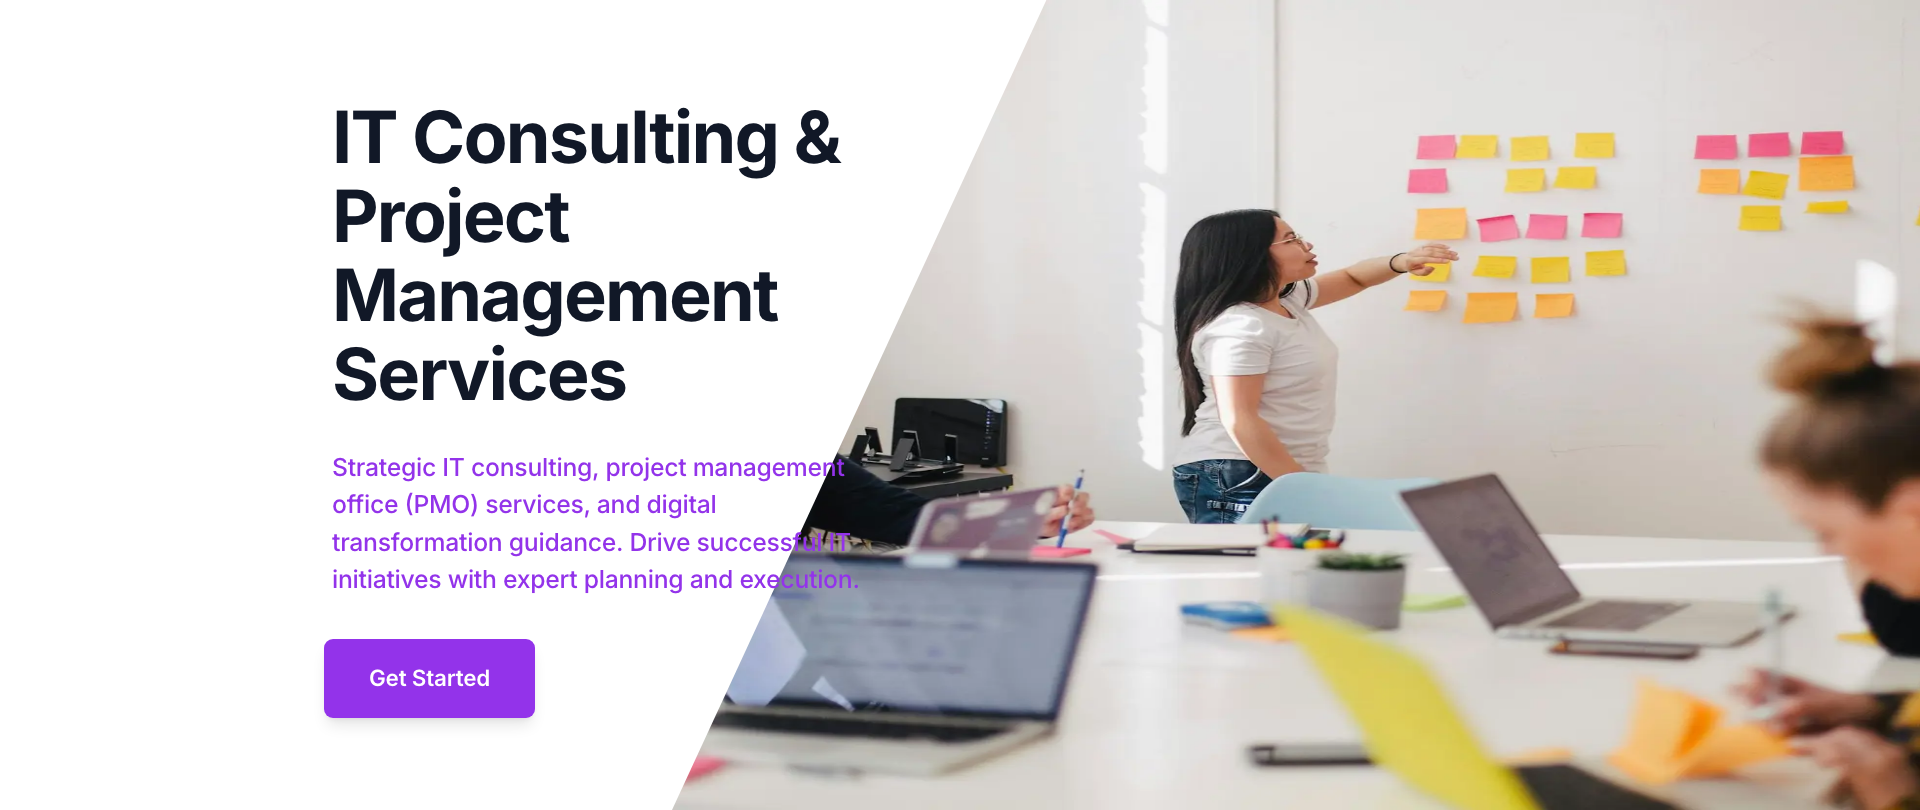 IT Consulting &
Project
Management
Services
Strategic IT consulting, project management
office (PMO) services, and digital
transformation guidance. Drive successful IT
initiatives with expert planning and execution.
Get Started